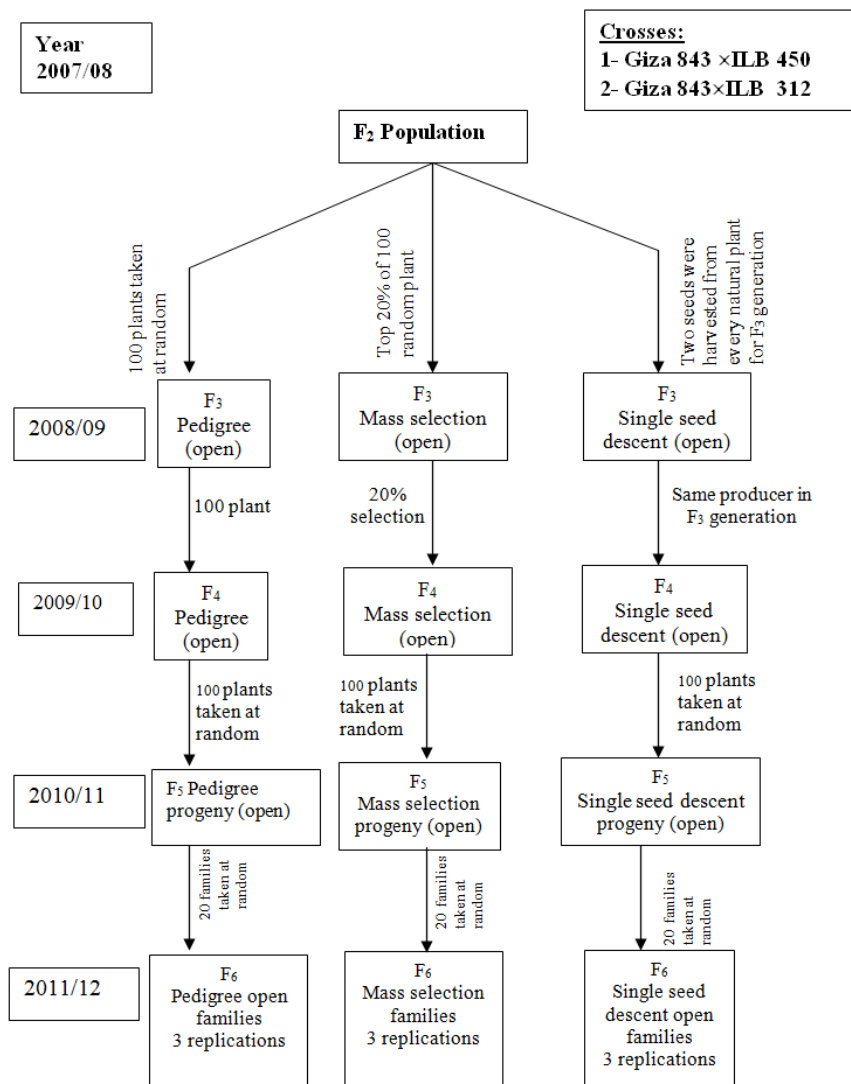 Year
2007/08
Crosses:
1- Giza 843 ×ILB 450
2- Giza 843×ILB 312
F₂ Population
100 plants taken
at random
Top 20% of 100
random plant
Two seeds were
harvested from
every natural plant
for F₃ generation
2008/09
F₃
Pedigree
(open)
F₃
Mass selection
(open)
F₃
Single seed
descent (open)
100 plant
20%
selection
Same producer in
F₃ generation
2009/10
F₄
Pedigree
(open)
F₄
Mass selection
(open)
F₄
Single seed
descent (open)
100 plants
taken at
random
100 plants
taken at
random
100 plants
taken at
random
2010/11
F₅ Pedigree
progeny (open)
F₅
Mass selection
progeny (open)
F₅
Single seed descent
progeny (open)
20 families
taken at
random
20 families
taken at
random
20 families
taken at
random
2011/12
F₆
Pedigree open
families
3 replications
F₆
Mass selection
families
3 replications
F₆
Single seed
descent open
families
3 replications